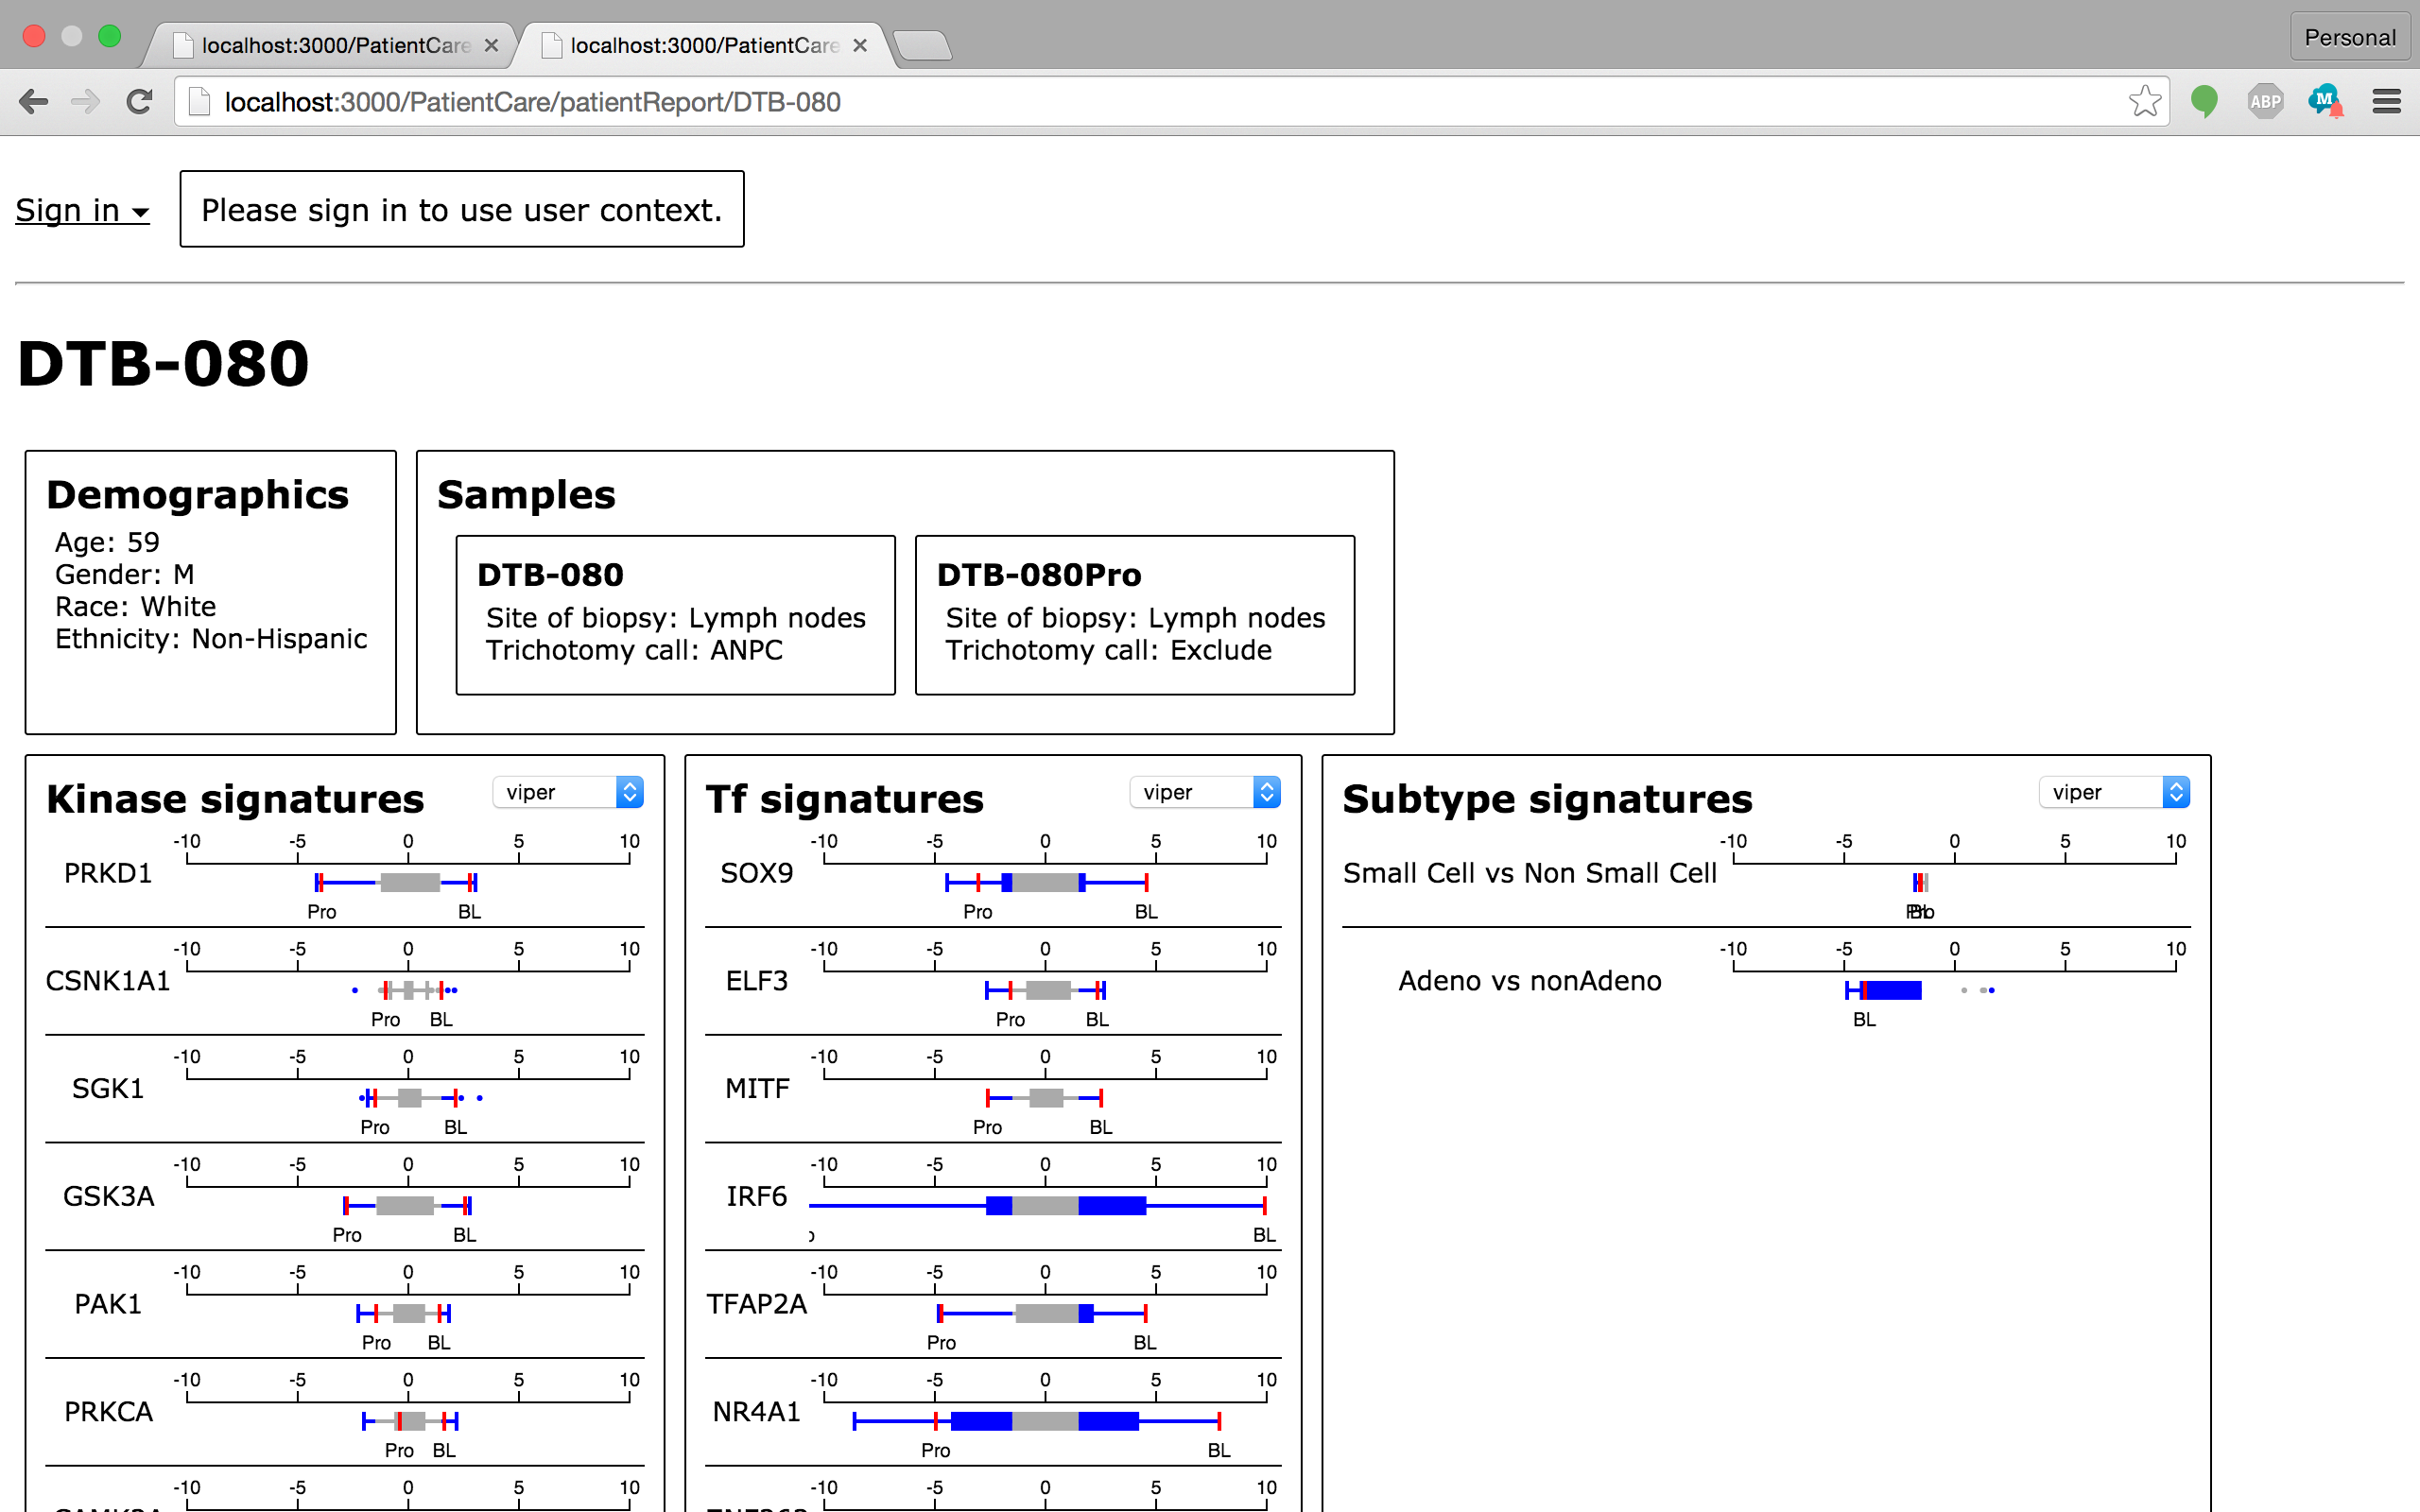 localhost:3000/PatientCare
localhost:3000/PatientCare
Personal
localhost:3000/PatientCare/patientReport/DTB-080
ABP
M
Sign in
Please sign in to use user context.
DTB-080
Demographics
Age: 59
Gender: M
Race: White
Ethnicity: Non-Hispanic
Samples
DTB-080
Site of biopsy: Lymph nodes
Trichotomy call: ANPC
DTB-080Pro
Site of biopsy: Lymph nodes
Trichotomy call: Exclude
Kinase signatures
viper
-10 -5 0 5 10
PRKD1
Pro BL
-10 -5 0 5 10
CSNK1A1
Pro BL
-10 -5 0 5 10
SGK1
Pro BL
-10 -5 0 5 10
GSK3A
Pro BL
-10 -5 0 5 10
PAK1
Pro BL
-10 -5 0 5 10
PRKCA
Pro BL
-10 -5 0 5 10
Tf signatures
viper
-10 -5 0 5 10
SOX9
Pro BL
-10 -5 0 5 10
ELF3
Pro BL
-10 -5 0 5 10
MITF
Pro BL
-10 -5 0 5 10
IRF6
BL
-10 -5 0 5 10
TFAP2A
Pro BL
-10 -5 0 5 10
NR4A1
Pro BL
-10 -5 0 5 10
Subtype signatures
viper
-10 -5 0 5 10
Small Cell vs Non Small Cell
Pro BL
-10 -5 0 5 10
Adeno vs nonAdeno
BL